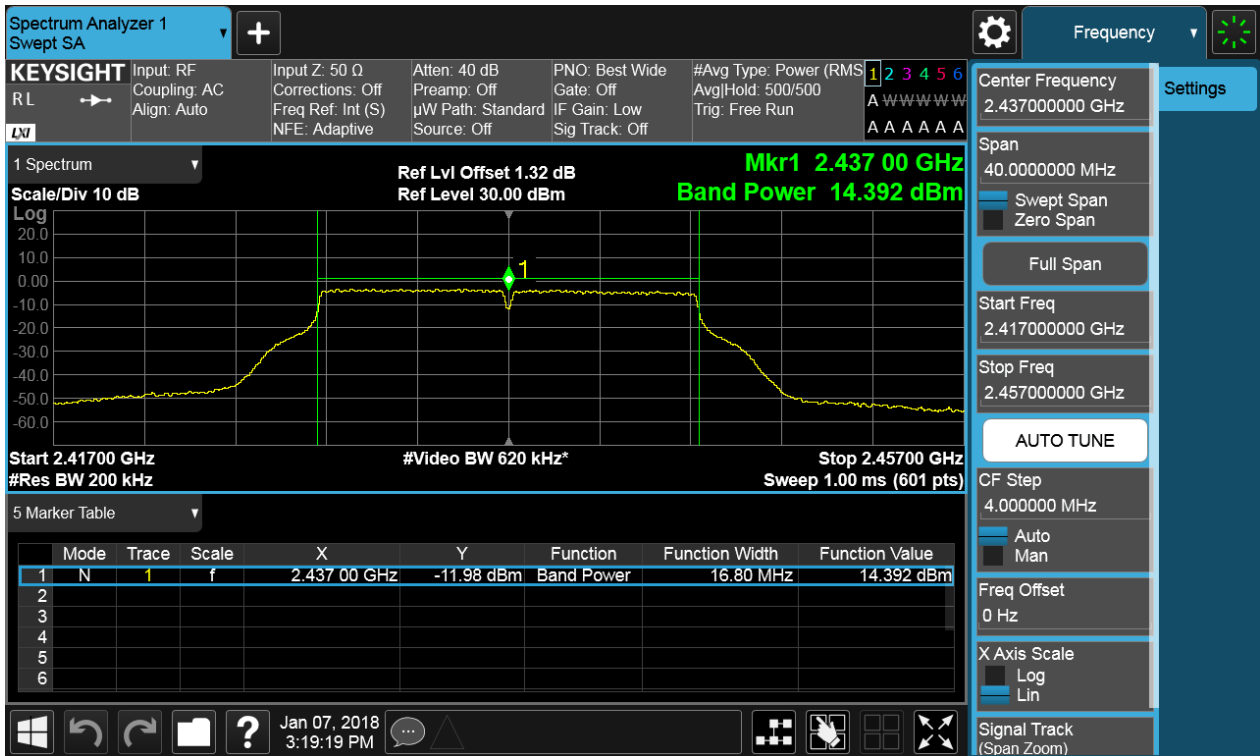 Spectrum Analyzer 1
Swept SA
+
Frequency
KEYSIGHT
R L
LXI
Input: RF
Coupling: AC
Align: Auto
Input Z: 50 Ω
Corrections: Off
Freq Ref: Int (S)
NFE: Adaptive
Atten: 40 dB
Preamp: Off
µW Path: Standard
Source: Off
PNO: Best Wide
Gate: Off
IF Gain: Low
Sig Track: Off
#Avg Type: Power (RMS
Avg|Hold: 500/500
Trig: Free Run
1 2 3 4 5 6
A W W W W W
A A A A A A
1 Spectrum
Scale/Div 10 dB
Ref Lvl Offset 1.32 dB
Ref Level 30.00 dBm
Mkr1 2.437 00 GHz
Band Power 14.392 dBm
Log
20.0
10.0
0.00
-10.0
-20.0
-30.0
-40.0
-50.0
-60.0
1
Start 2.41700 GHz
#Video BW 620 kHz*
Stop 2.45700 GHz
#Res BW 200 kHz
Sweep 1.00 ms (601 pts)
5 Marker Table
Mode Trace Scale X Y Function Function Width Function Value
1 N 1 f 2.437 00 GHz -11.98 dBm Band Power 16.80 MHz 14.392 dBm
2
3
4
5
6
?
Jan 07, 2018
3:19:19 PM
Center Frequency
2.437000000 GHz
Span
40.0000000 MHz
Swept Span
Zero Span
Full Span
Start Freq
2.417000000 GHz
Stop Freq
2.457000000 GHz
AUTO TUNE
CF Step
4.000000 MHz
Auto
Man
Freq Offset
0 Hz
X Axis Scale
Log
Lin
Signal Track
(Span Zoom)
Settings